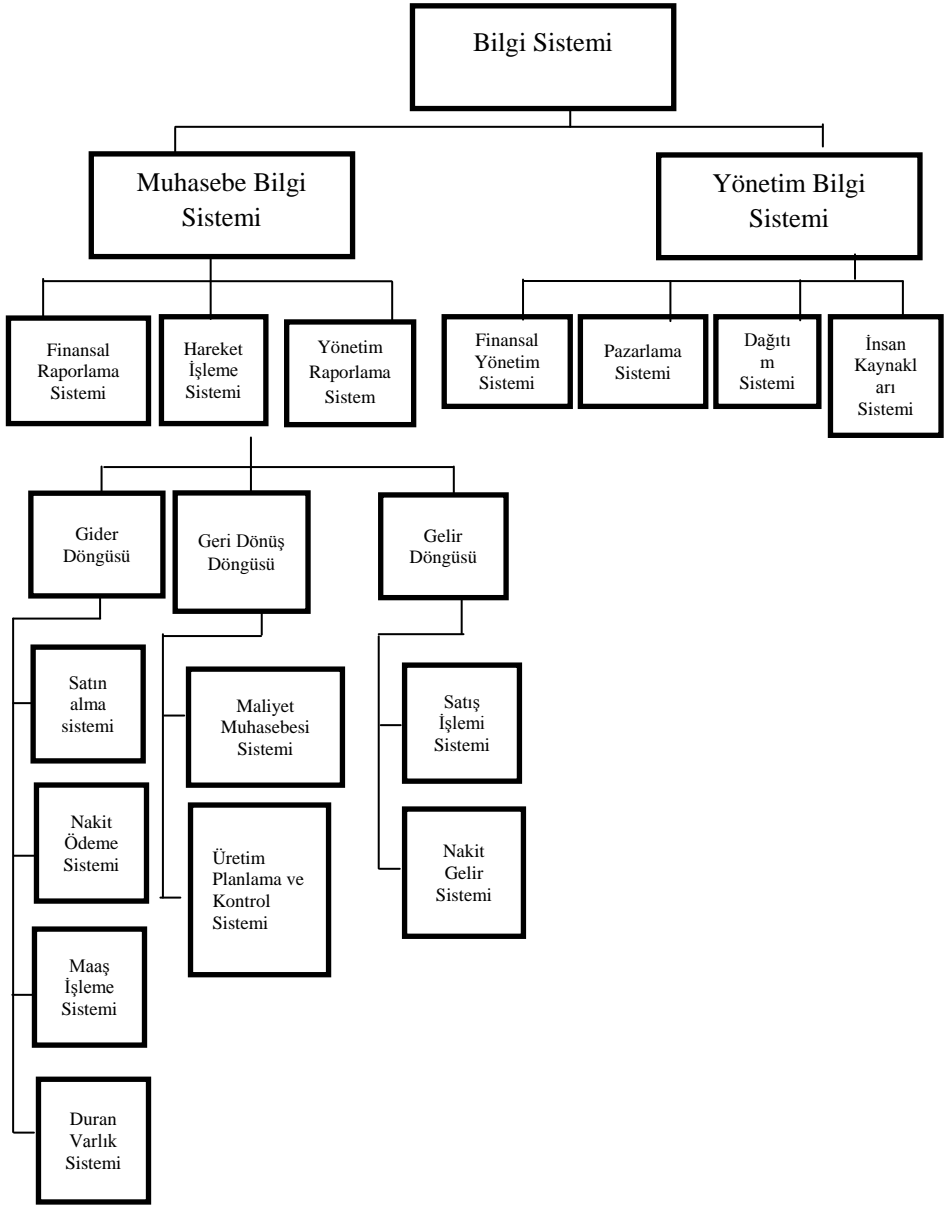 Bilgi Sistemi
Muhasebe Bilgi
Sistemi
Yönetim Bilgi
Sistemi
Finansal
Raporlama
Sistemi
Hareket
İşleme
Sistemi
Yönetim
Raporlama
Sistem
Finansal
Yönetim
Sistemi
Pazarlama
Sistemi
Dağıtı
m
Sistemi
İnsan
Kaynakl
arı
Sistemi
Gider
Döngüsü
Geri Dönüş
Döngüsü
Gelir
Döngüsü
Satın
alma
sistemi
Nakit
Ödeme
Sistemi
Maaş
İşleme
Sistemi
Duran
Varlık
Sistemi
Maliyet
Muhasebesi
Sistemi
Üretim
Planlama ve
Kontrol
Sistemi
Satış
İşlemi
Sistemi
Nakit
Gelir
Sistemi